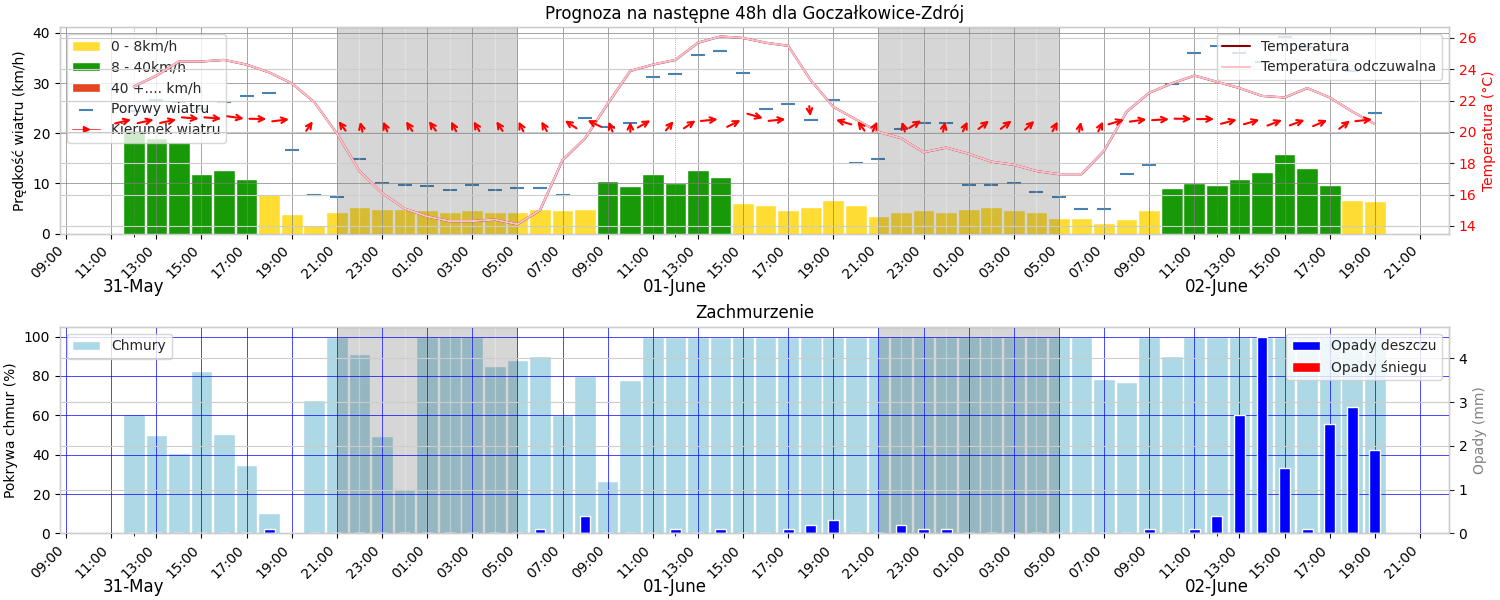 Prognoza na następne 48h dla Goczałkowice-Zdrój
Prędkość wiatru (km/h)
40
30
20
10
0
0 - 8km/h
8 - 40km/h
40 +.... km/h
Porywy wiatru
Kierunek wiatru
Temperatura
Temperatura odczuwalna
26
24
22
20
18
16
14
Temperatura (°C)
09:00 11:00 13:00 15:00 17:00 19:00 21:00 23:00 01:00 03:00 05:00 07:00 09:00 11:00 13:00 15:00 17:00 19:00 21:00 23:00 01:00 03:00 05:00 07:00 09:00 11:00 13:00 15:00 17:00 19:00 21:00
31-May 01-June 02-June
Zachmurzenie
Pokrywa chmur (%)
100
80
60
40
20
0
Chmury
Opady deszczu
Opady śniegu
4
3
2
1
0
Opady (mm)
09:00 11:00 13:00 15:00 17:00 19:00 21:00 23:00 01:00 03:00 05:00 07:00 09:00 11:00 13:00 15:00 17:00 19:00 21:00 23:00 01:00 03:00 05:00 07:00 09:00 11:00 13:00 15:00 17:00 19:00 21:00
31-May 01-June 02-June